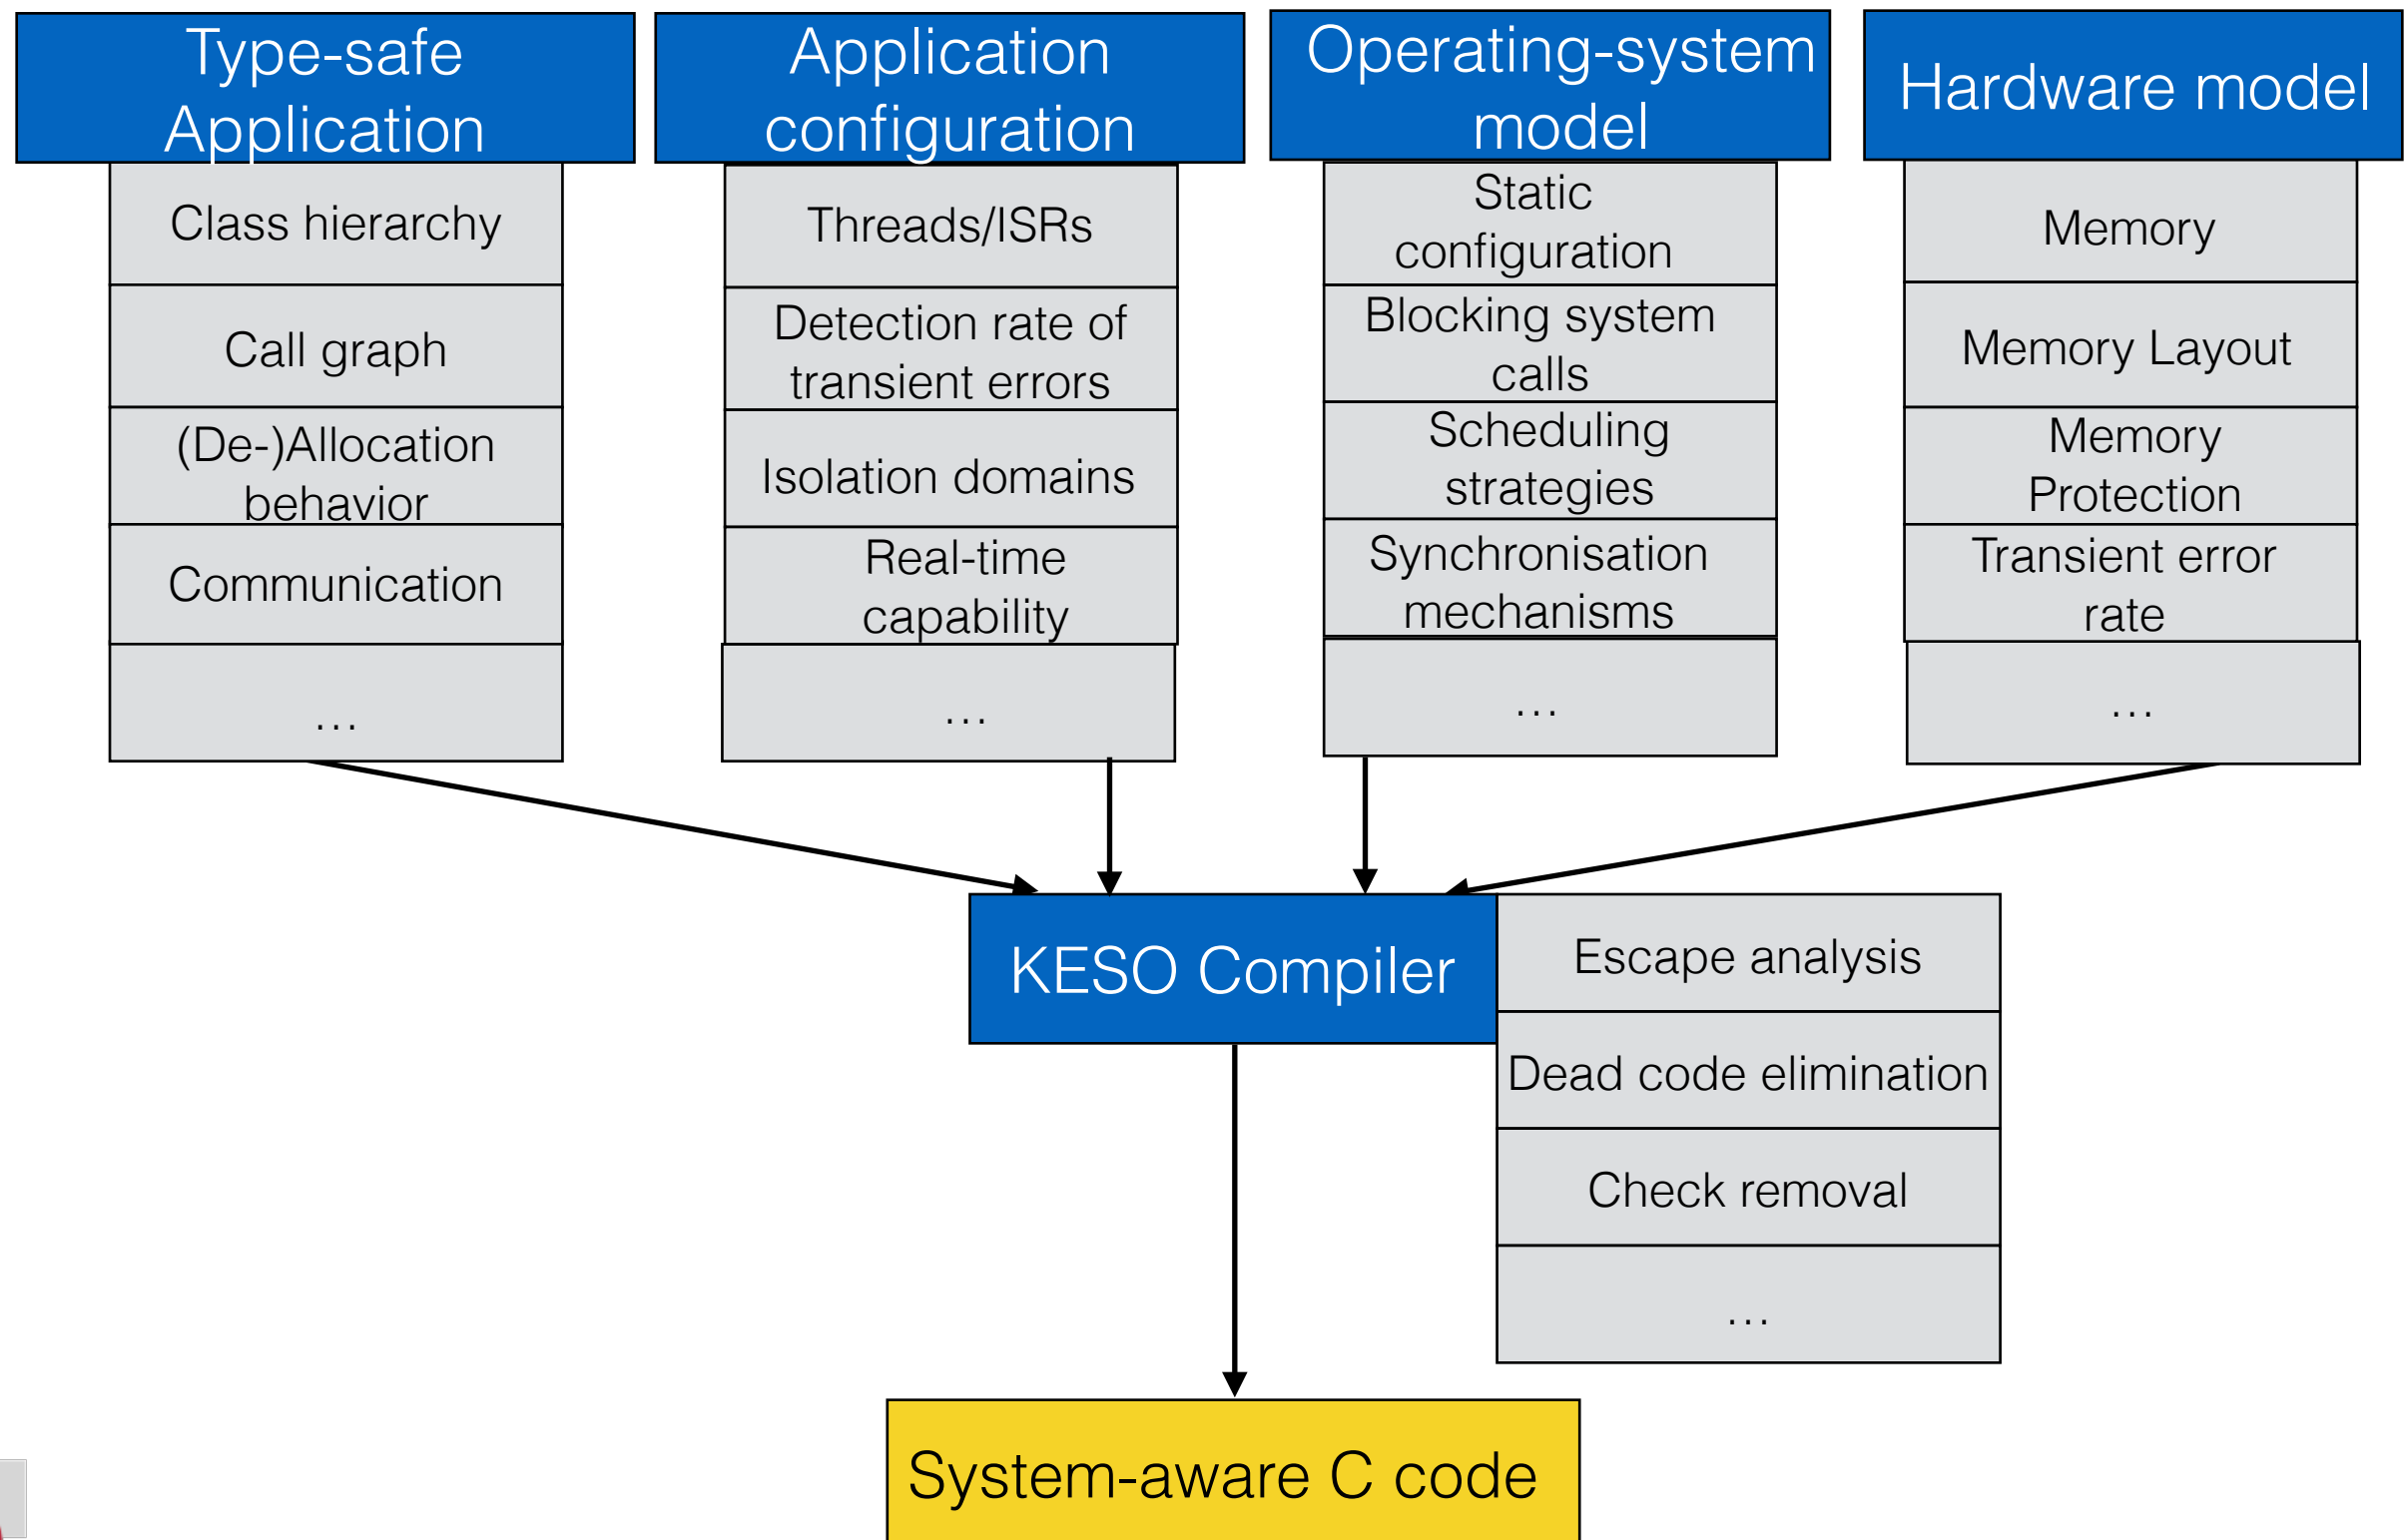 Type-safe
Application
Class hierarchy
Call graph
(De-)Allocation
behavior
Communication
...
Application
configuration
Threads/ISRs
Detection rate of
transient errors
Isolation domains
Real-time
capability
...
Operating-system
model
Static
configuration
Blocking system
calls
Scheduling
strategies
Synchronisation
mechanisms
...
Hardware model
Memory
Memory Layout
Memory
Protection
Transient error
rate
...
KESO Compiler
Escape analysis
Dead code elimination
Check removal
...
System-aware C code